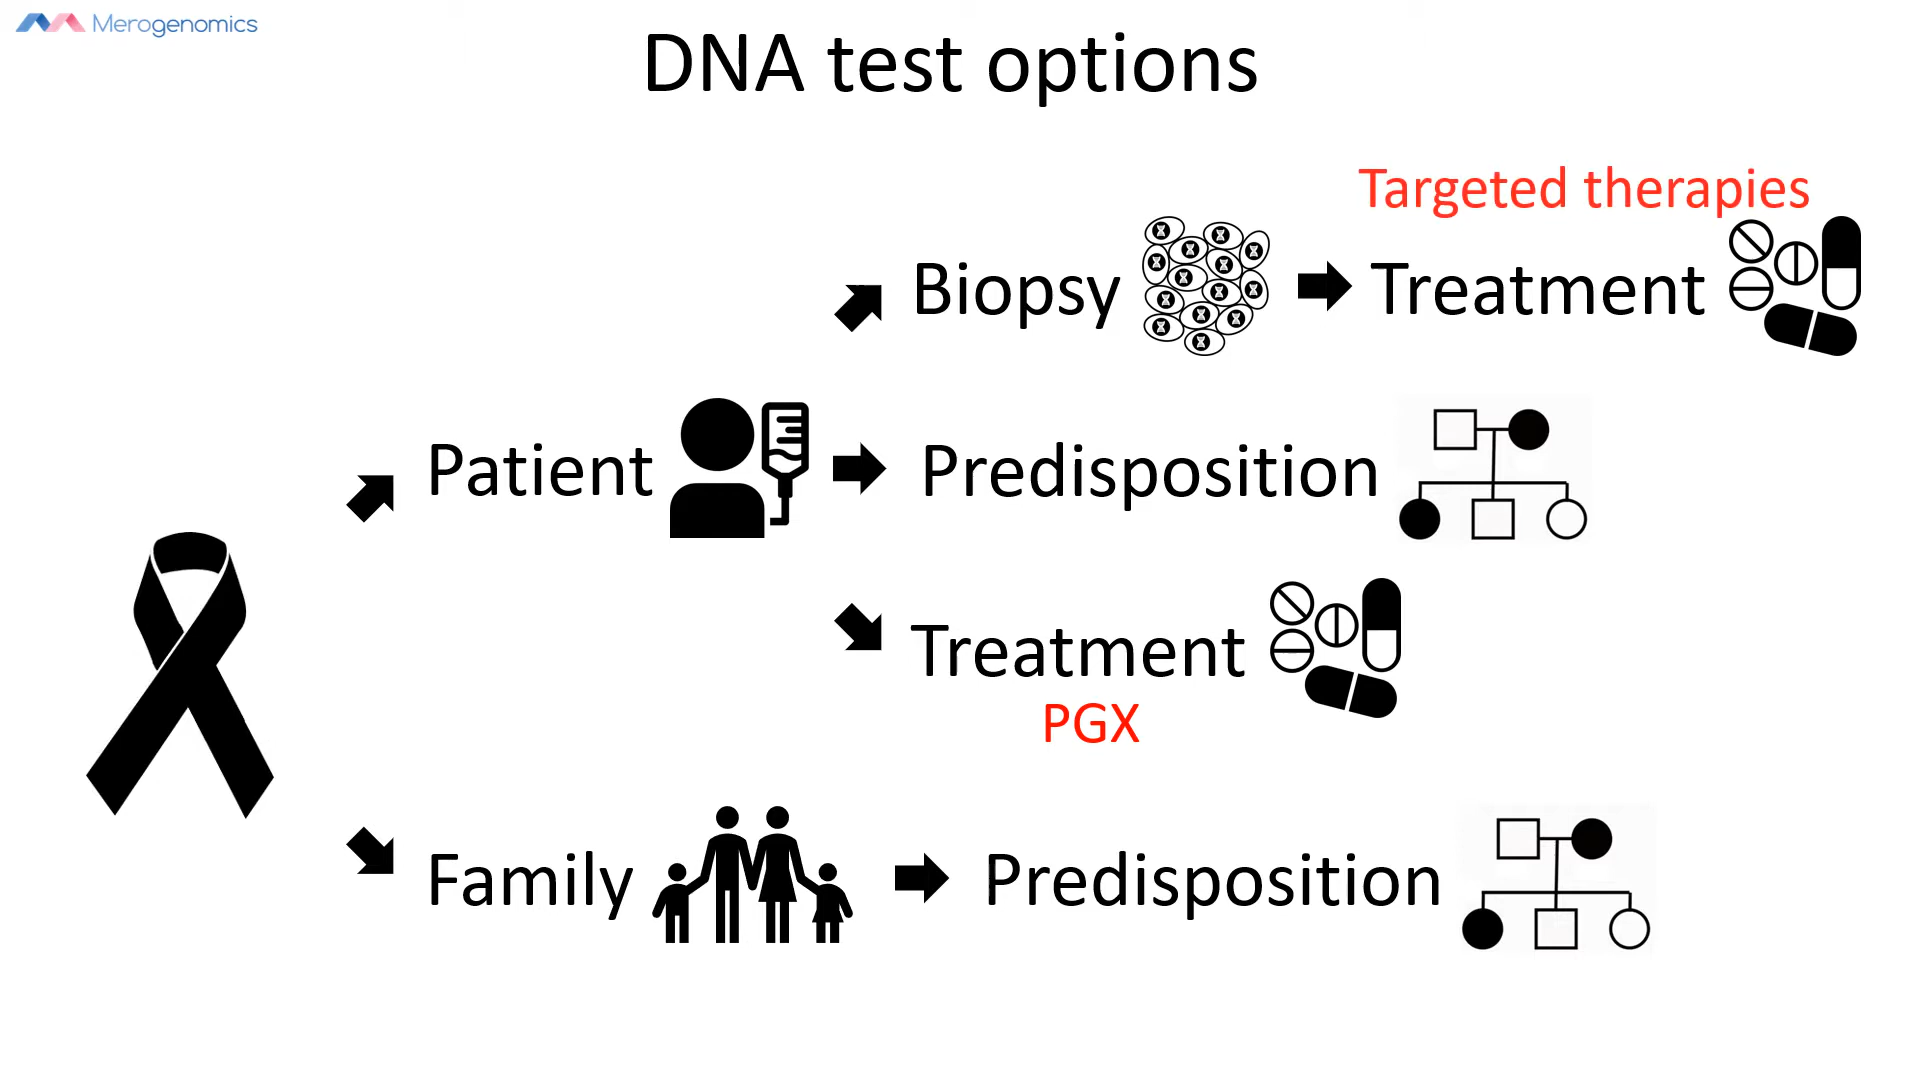 Merogenomics
DNA test options
Targeted therapies
Biopsy
Treatment
Patient
Predisposition
Treatment
PGX
Family
Predisposition